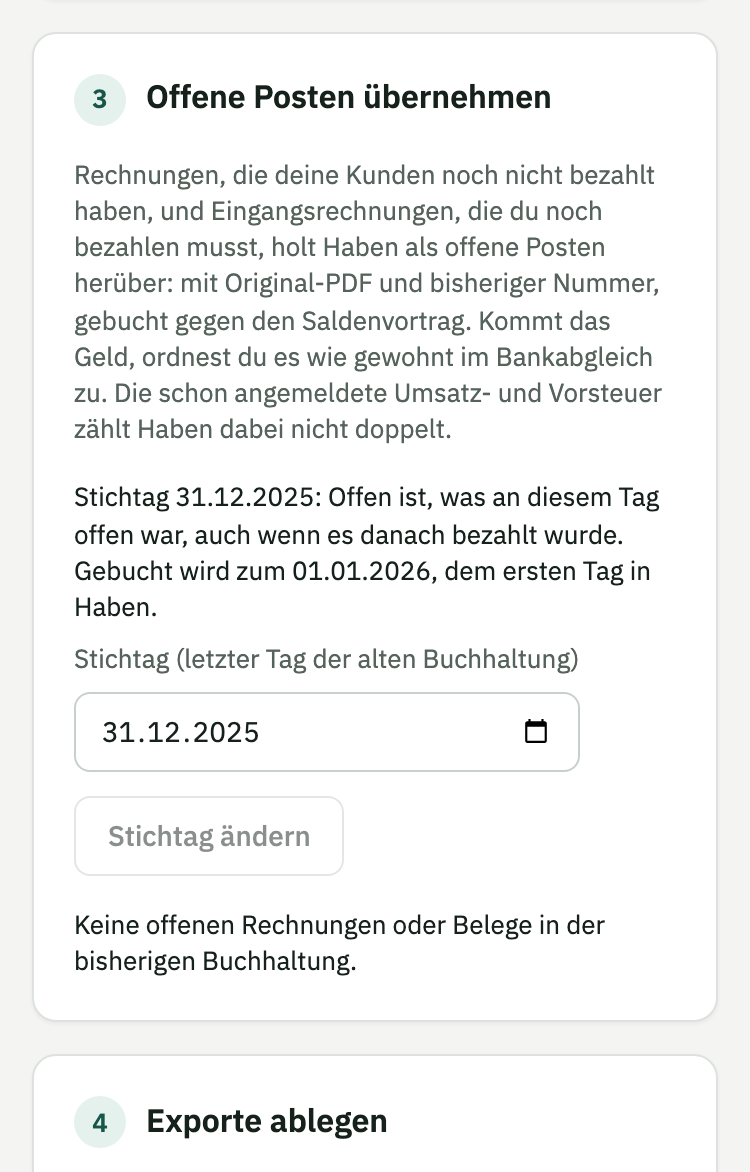 3
Offene Posten übernehmen
Rechnungen, die deine Kunden noch nicht bezahlt
haben, und Eingangsrechnungen, die du noch
bezahlen musst, holt Haben als offene Posten
herüber: mit Original-PDF und bisheriger Nummer,
gebucht gegen den Saldenvortrag. Kommt das
Geld, ordnest du es wie gewohnt im Bankabgleich
zu. Die schon angemeldete Umsatz- und Vorsteuer
zählt Haben dabei nicht doppelt.
Stichtag 31.12.2025: Offen ist, was an diesem Tag
offen war, auch wenn es danach bezahlt wurde.
Gebucht wird zum 01.01.2026, dem ersten Tag in
Haben.
Stichtag (letzter Tag der alten Buchhaltung)
31.12.2025
Stichtag ändern
Keine offenen Rechnungen oder Belege in der
bisherigen Buchhaltung.
4
Exporte ablegen